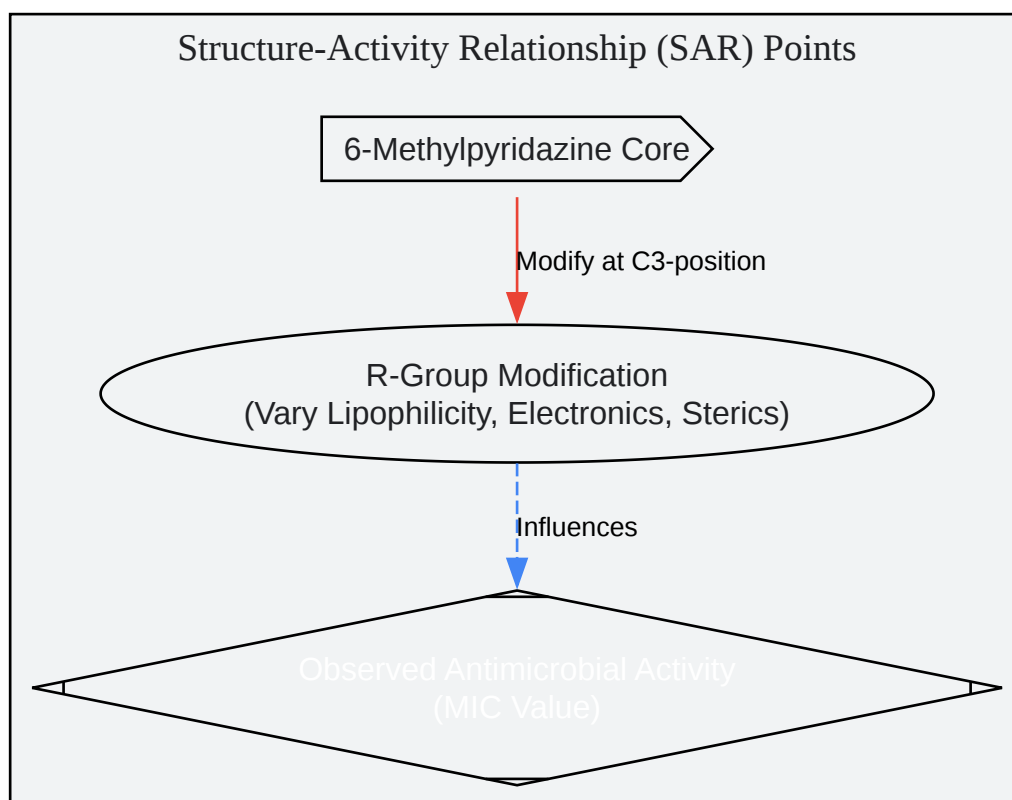 Structure-Activity Relationship (SAR) Points
6-Methylpyridazine Core
Modify at C3-position
R-Group Modification
(Vary Lipophilicity, Electronics, Sterics)
Influences
Observed Antimicrobial Activity
(MIC Value)